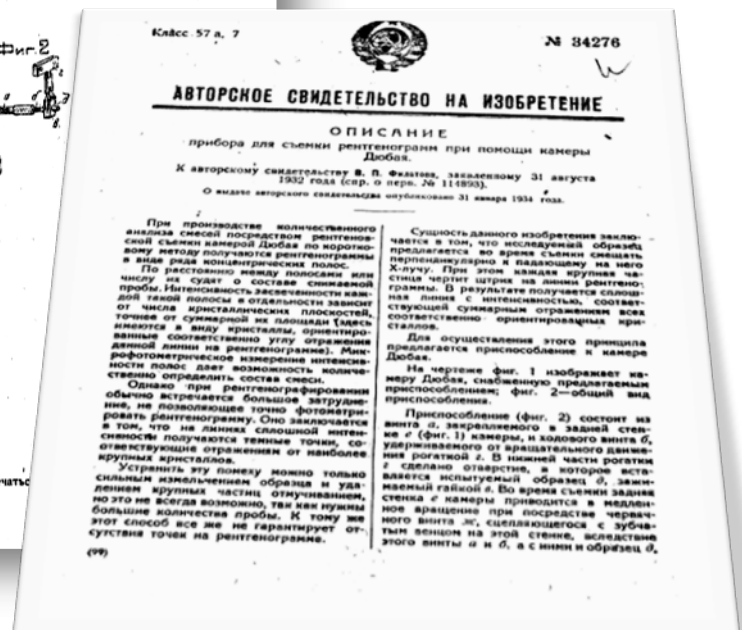 Фиг. 2
чатьс
Класс 57 а, 7
№ 34276
АВТОРСКОЕ СВИДЕТЕЛЬСТВО НА ИЗОБРЕТЕНИЕ
ОПИСАНИЕ
прибора для съемки рентгенограмм при помощи камеры
Дюбая.
К авторскому свидетельству В. П. Филатова, заявленному 31 августа
1932 года (спр. о перв. № 114893).
О выдаче авторского свидетельства опубликовано 31 января 1934 года.
При производстве количественного
анализа смесей посредством рентгенов-
ской съемки камерой Дюбая по коротко-
вому методу получаются рентгенограммы
в виде ряда концентрических полос.
По расстоянию между полосами или
числу их судят о составе снимаемой
пробы. Интенсивность засвеченности каж-
дой такой полосы в отдельности зависит
от числа кристаллических плоскостей,
точнее от суммарной их площади (здесь
имеются в виду кристаллы, ориентиро-
ванные соответственно углу отражения
данной линии на рентгенограмме). Мик-
рофотометрическое измерение интенсив-
ности полос дает возможность количе-
ственно определить состав смеси.
Однако при рентгенографировании
обычно встречается большое затрудне-
ние, не позволяющее точно фотометри-
ровать рентгенограмму. Оно заключается
в том, что на линиях сплошной интен-
сивности получаются темные точки, со-
ответствующие отражениям от наиболее
крупных кристаллов.
Устранить эту помеху можно только
сильным измельчением образца и уда-
лением крупных частиц отмучиванием,
но это не всегда возможно, так как нужны
большие количества пробы. К тому же
этот способ все же не гарантирует от-
сутствия точек на рентгенограмме.
(99)
Сущность данного изобретения заклю-
чается в том, что исследуемый образец
предлагается во время съемки смещать
перпендикулярно к падающему на него
X-лучу. При этом каждая крупная ча-
стица чертит штрих на линии рентгено-
граммы. В результате получается сплош-
ная линия с интенсивностью, соответ-
ствующей суммарным отражениям всех
соответственно ориентированных кри-
сталлов.
Для осуществления этого принципа
предлагается приспособление к камере
Дюбая.
На чертеже фиг. 1 изображает ка-
меру Дюбая, снабженную предлагаемым
приспособлением; фиг. 2—общий вид
приспособления.
Приспособление (фиг. 2) состоит из
винта а, закрепляемого в задней стен-
ке е (фиг. 1) камеры, и ходового винта б,
удерживаемого от вращательного движе-
ния рогаткой г. В нижней части рогатки
г сделано отверстие, в которое вста-
вляется испытуемый образец д, зажи-
маемый гайкой в. Во время съемки задняя
стенка е камеры приводится в медлен-
ное вращение при посредстве червяч-
ного винта ж, сцепляющегося с зубча-
тым венцом на этой стенке, вследствие
этого винты а и б, а с ними и образец д,